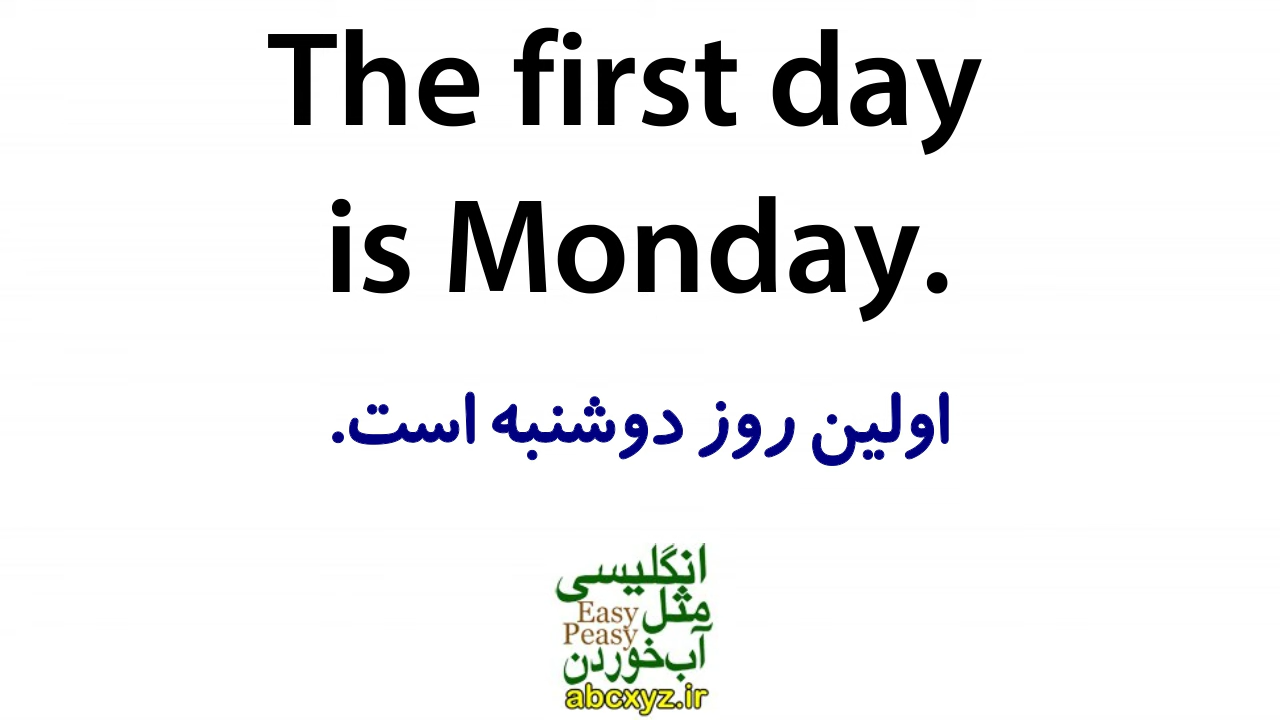 The first day
is Monday.
اولین روز دوشنبه است.
انگلیسی
مثل Easy
Peasy
آب‌خوردن
abcxyz.ir